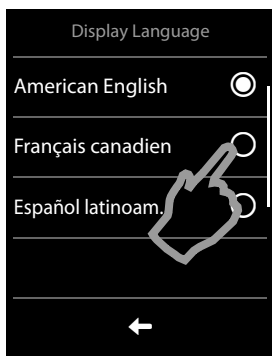 Display Language
American English
Français canadien
Español latinoam.